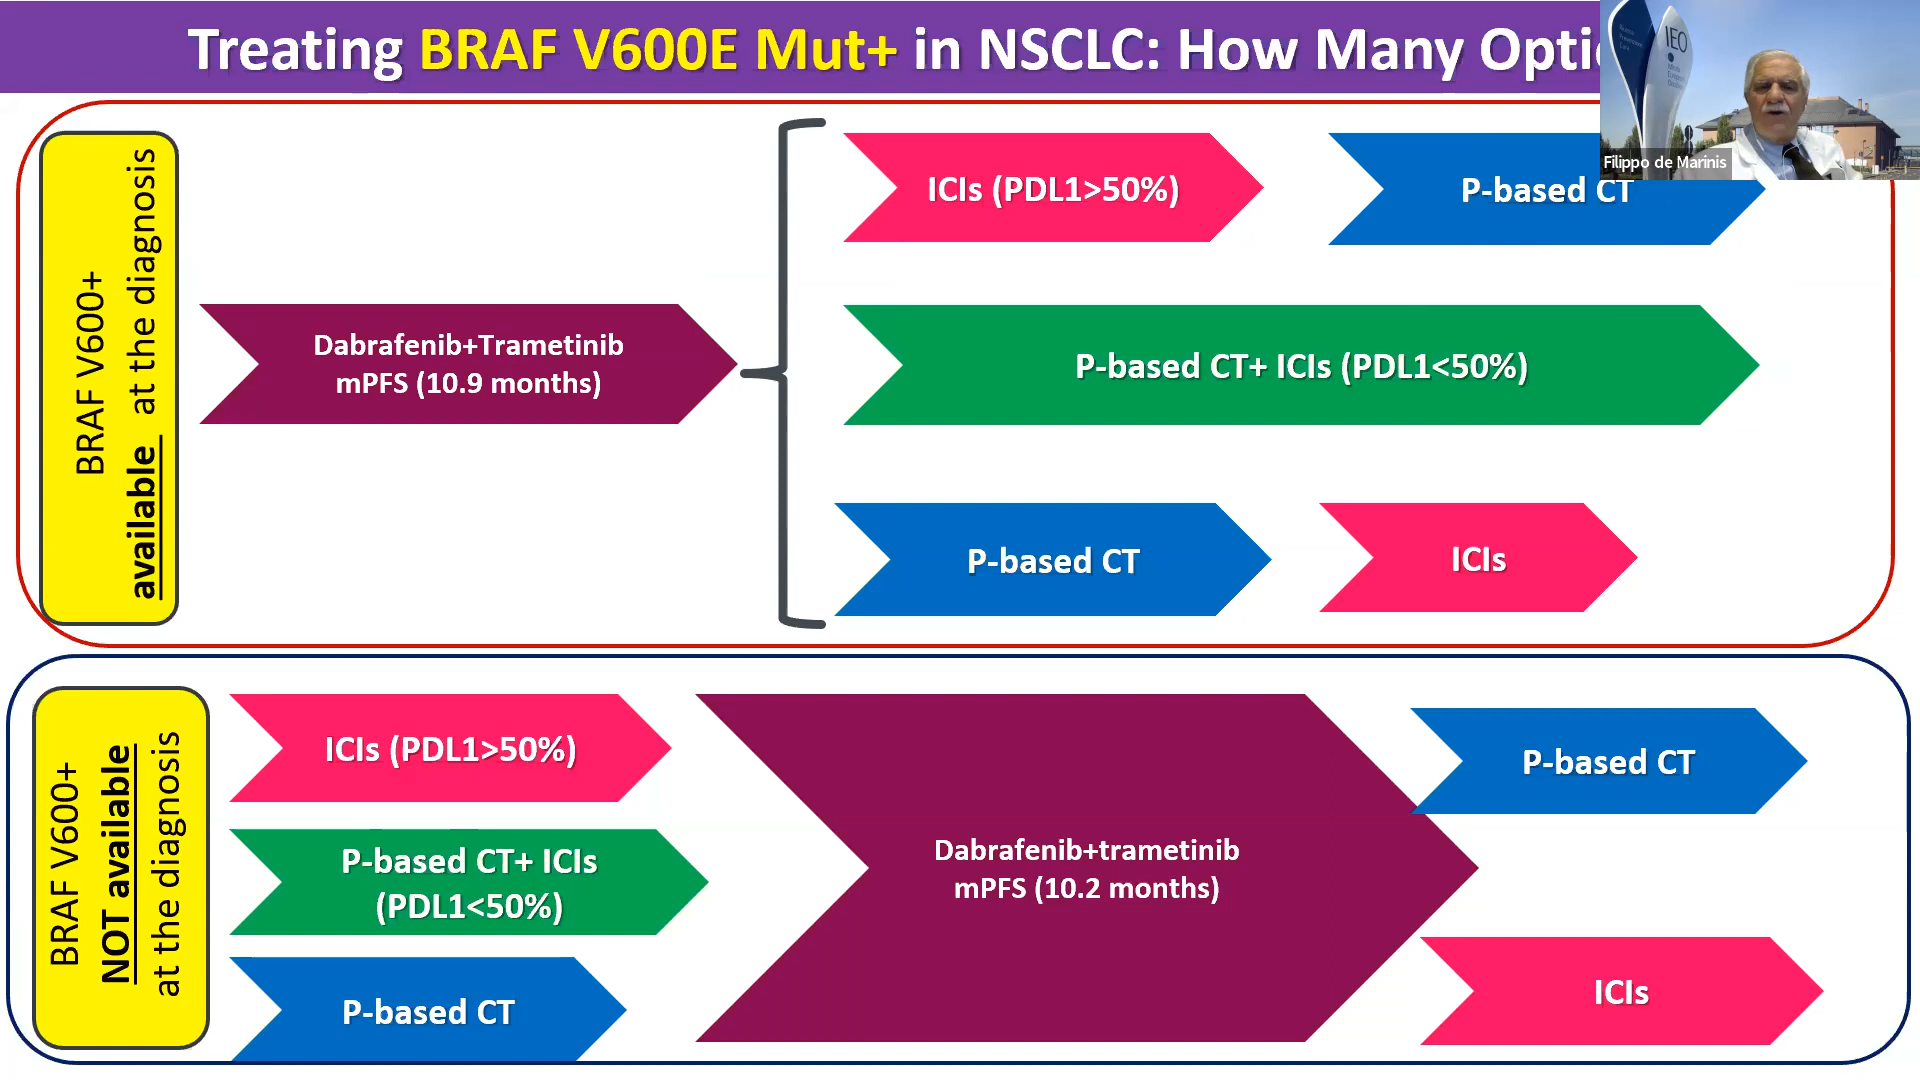 Treating BRAF V600E Mut+ in NSCLC: How Many Opti
IEO
Filippo de Marinis
BRAF V600+
available at the diagnosis
Dabrafenib+Trametinib
mPFS (10.9 months)
ICIs (PDL1>50%)
P-based CT
P-based CT+ ICIs (PDL1<50%)
P-based CT
ICIs
BRAF V600+
NOT available
at the diagnosis
ICIs (PDL1>50%)
P-based CT+ ICIs
(PDL1<50%)
P-based CT
Dabrafenib+trametinib
mPFS (10.2 months)
P-based CT
ICIs